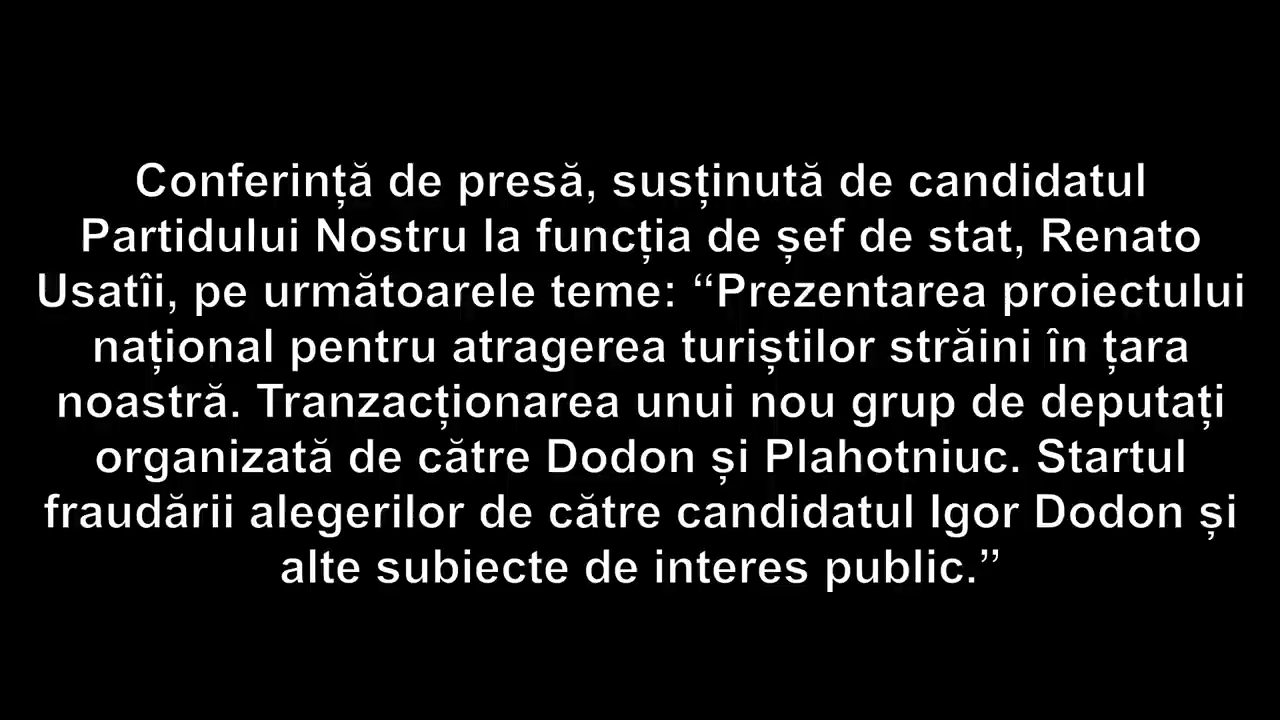 Conferință de presă, susținută de candidatul
Partidului Nostru la funcția de șef de stat, Renato
Usatîi, pe următoarele teme: “Prezentarea proiectului
național pentru atragerea turiștilor străini în țara
noastră. Tranzacționarea unui nou grup de deputați
organizată de către Dodon și Plahotniuc. Startul
fraudării alegerilor de către candidatul Igor Dodon și
alte subiecte de interes public.”